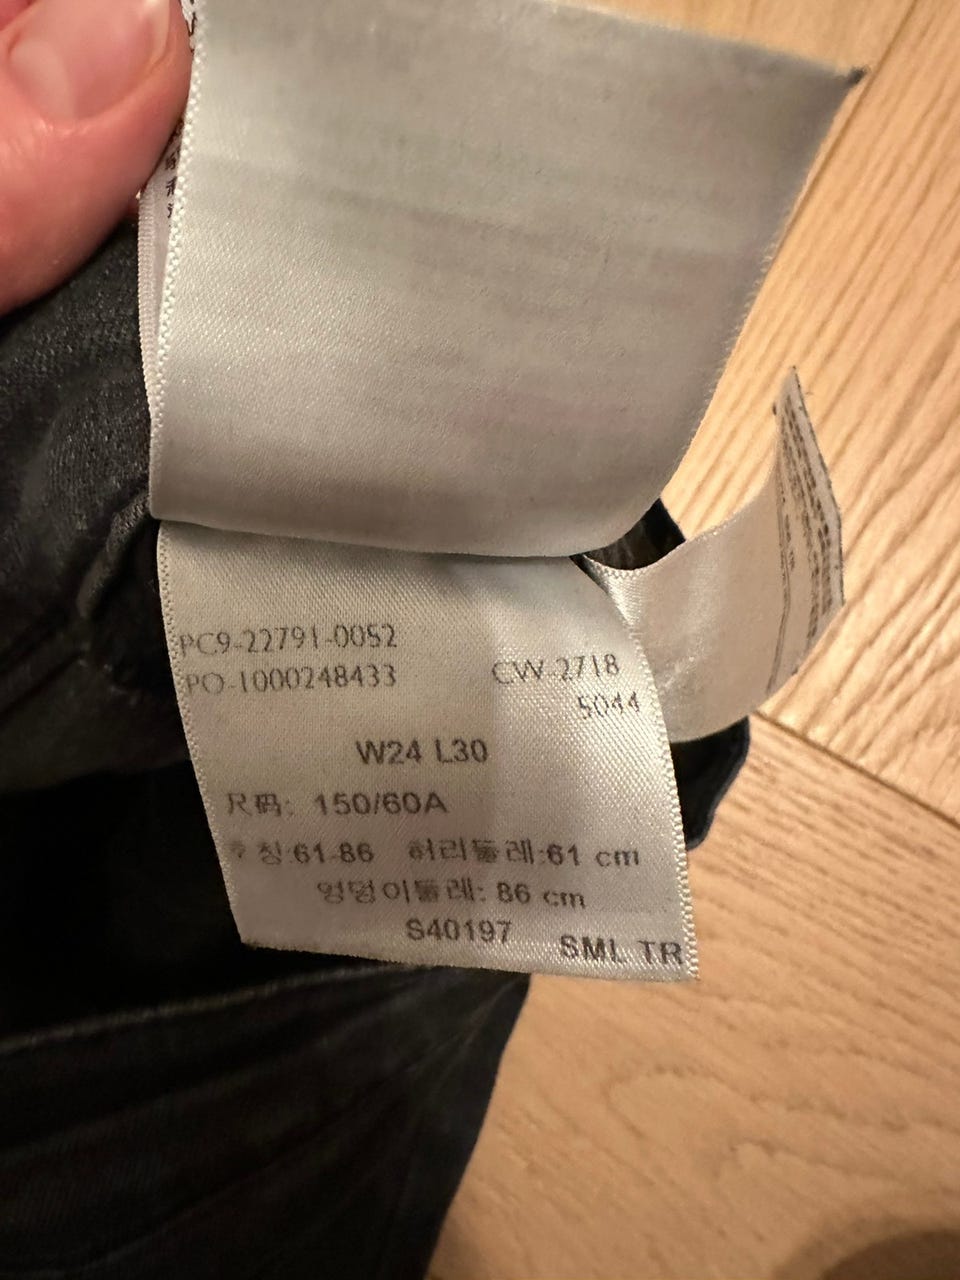 PC9-22791-0052
PO-1000248433 CW-2718
5044
W24 L30
尺码: 150/60A
호칭:61-86 허리둘레:61 cm
엉덩이둘레: 86 cm
S40197 SML TR